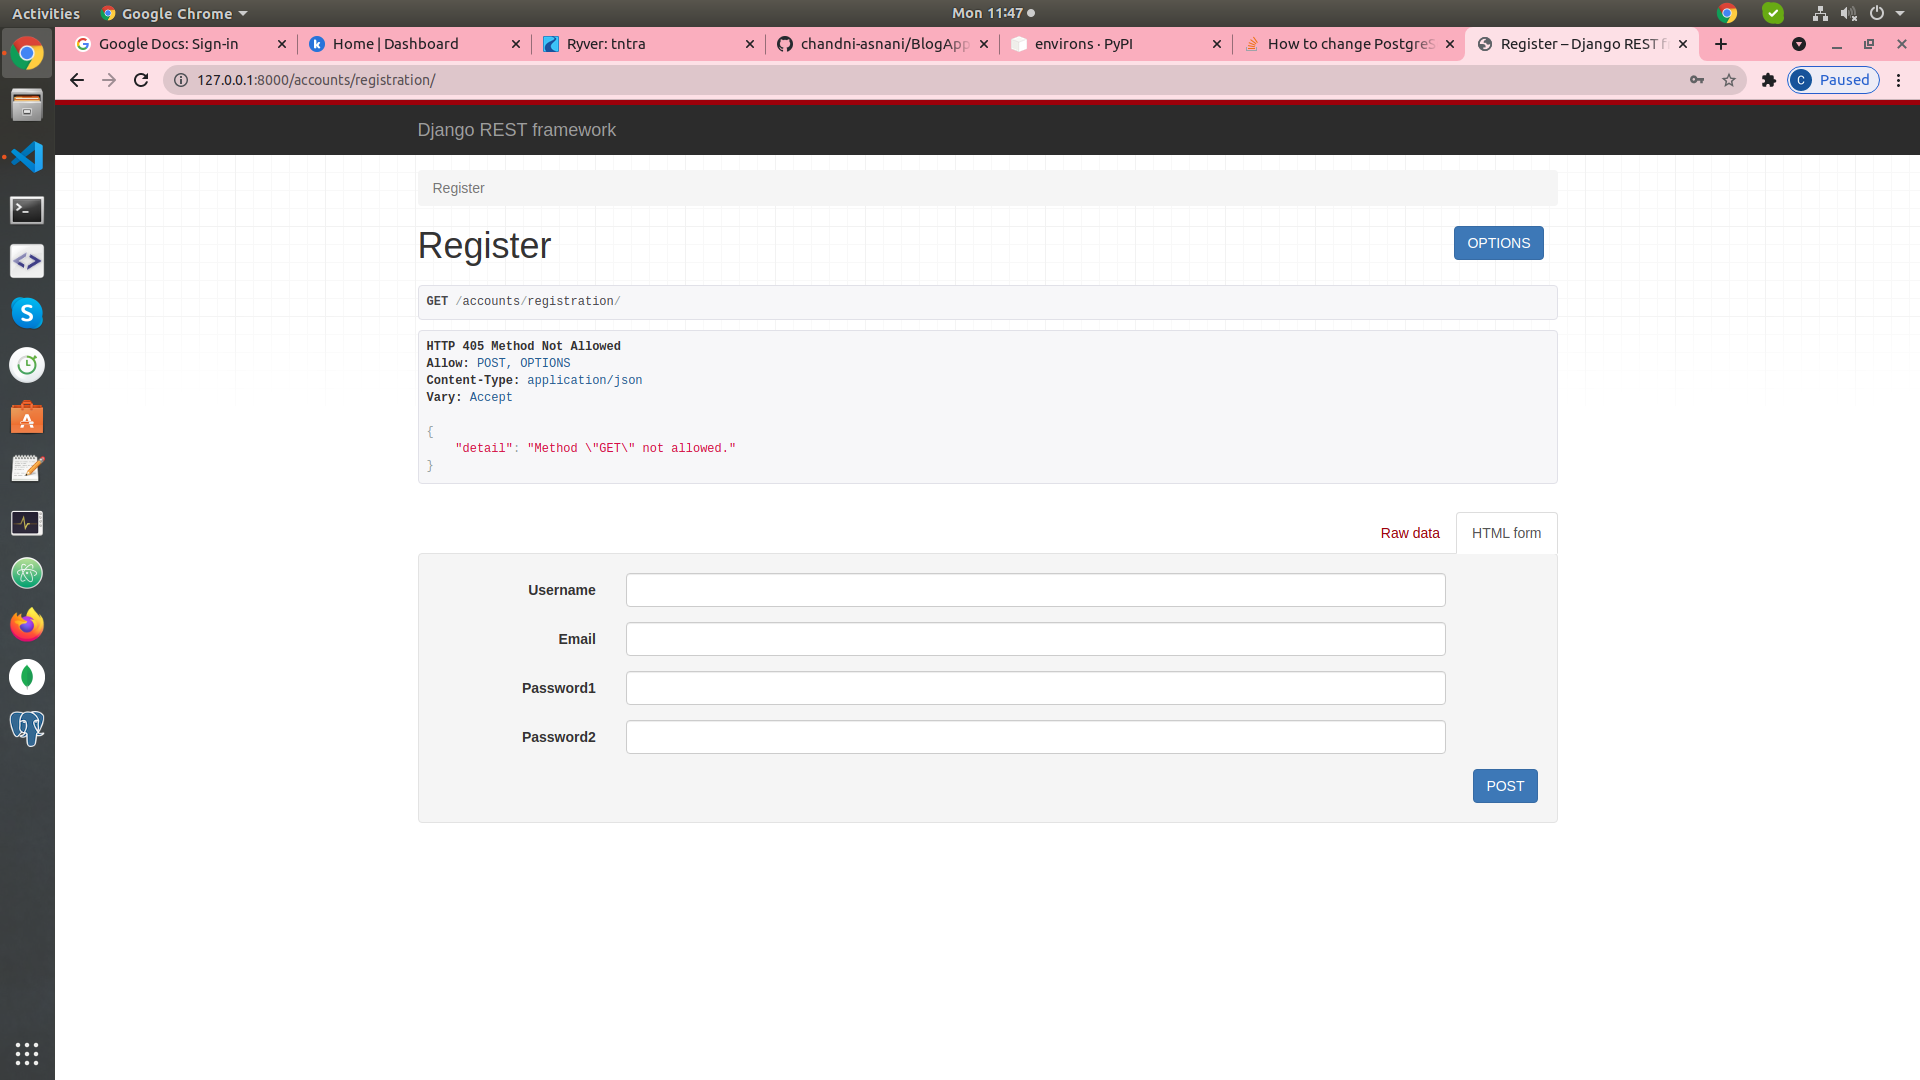 Activities
Google Chrome
Mon 11:47
Google Docs: Sign-in
Home | Dashboard
Ryver: tntra
chandni-asnani/BlogApp
environs · PyPI
How to change PostgreS
Register – Django REST f
127.0.0.1:8000/accounts/registration/
C
Paused
Django REST framework
Register
Register
OPTIONS
GET /accounts/registration/
HTTP 405 Method Not Allowed
Allow: POST, OPTIONS
Content-Type: application/json
Vary: Accept
{
"detail": "Method \"GET\" not allowed."
}
Raw data
HTML form
Username
Email
Password1
Password2
POST